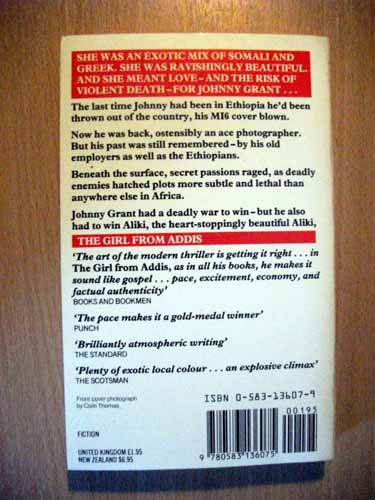 SHE WAS AN EXOTIC MIX OF SOMALI AND
GREEK. SHE WAS RAVISHINGLY BEAUTIFUL.
AND SHE MEANT LOVE – AND THE RISK OF
VIOLENT DEATH – FOR JOHNNY GRANT . . .
The last time Johnny had been in Ethiopia he'd been
thrown out of the country, his MI6 cover blown.
Now he was back, ostensibly an ace photographer.
But his past was still remembered – by his old
employers as well as the Ethiopians.
Beneath the surface, secret passions raged, as deadly
enemies hatched plots more subtle and lethal than
anywhere else in Africa.
Johnny Grant had a deadly war to win – but he also
had to win Aliki, the heart-stoppingly beautiful Aliki,
THE GIRL FROM ADDIS
'The art of the modern thriller is getting it right . . . in
The Girl from Addis, as in all his books, he makes it
sound like gospel . . . pace, excitement, economy, and
factual authenticity'
BOOKS AND BOOKMEN
'The pace makes it a gold-medal winner'
PUNCH
'Brilliantly atmospheric writing'
THE STANDARD
'Plenty of exotic local colour . . . an explosive climax'
THE SCOTSMAN
Front cover photograph
by Colin Thomas
FICTION
UNITED KINGDOM £1.95
NEW ZEALAND $6.95
ISBN 0-583-13607-9
00195
9 780583 136075